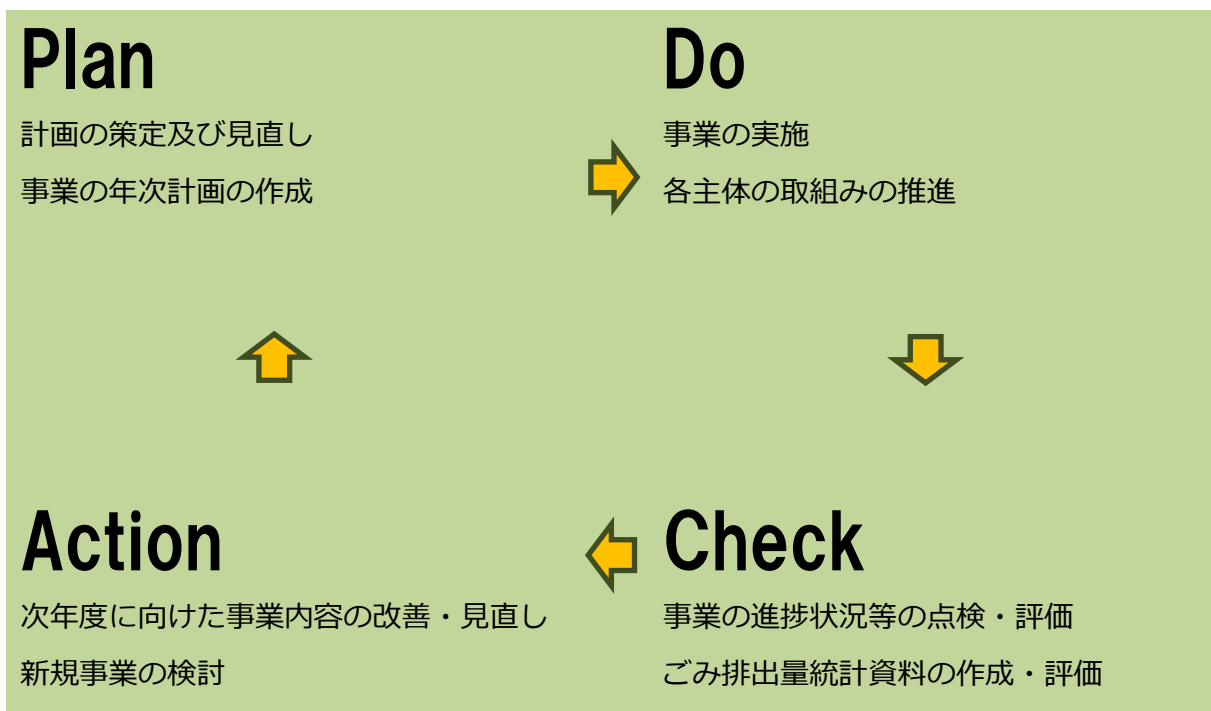 Plan
計画の策定及び見直し
事業の年次計画の作成
Do
事業の実施
各主体の取組みの推進
Action
次年度に向けた事業内容の改善・見直し
新規事業の検討
Check
事業の進捗状況等の点検・評価
ごみ排出量統計資料の作成・評価